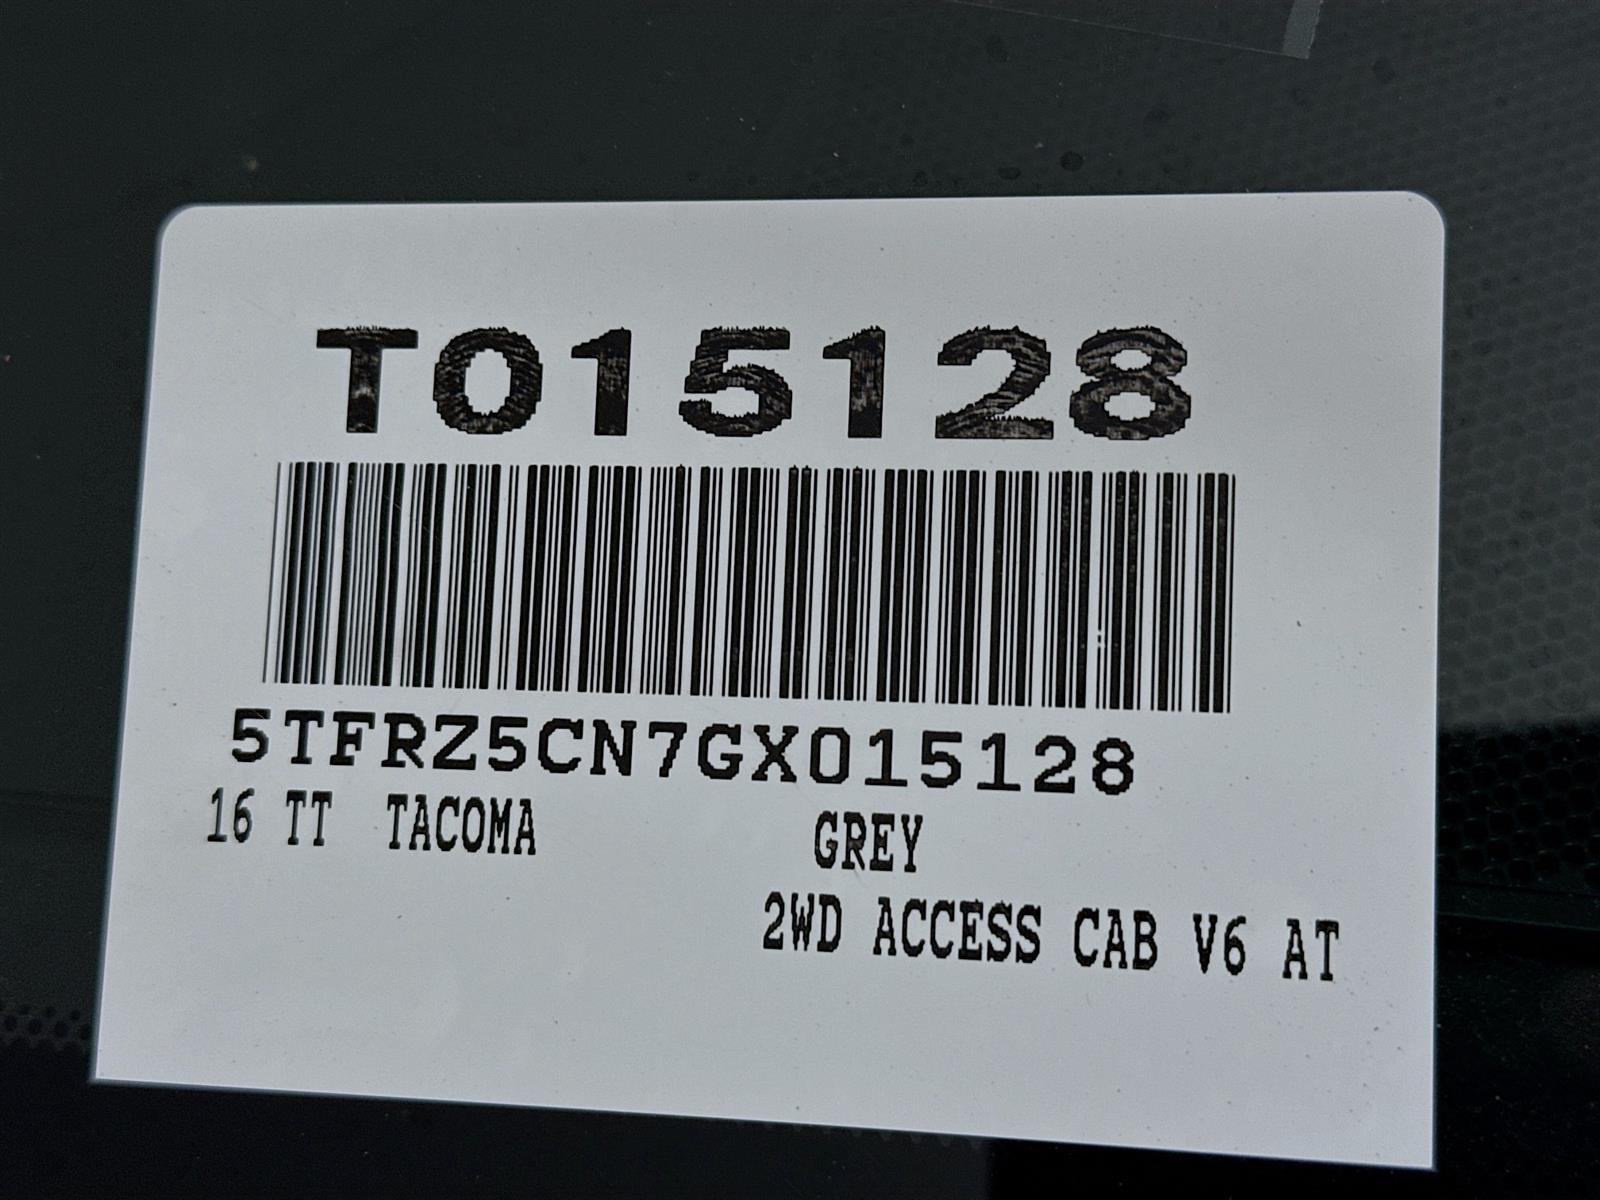 T015128
5TFRZ5CN7GX015128
16 TT TACOMA GREY
2WD ACCESS CAB V6 AT